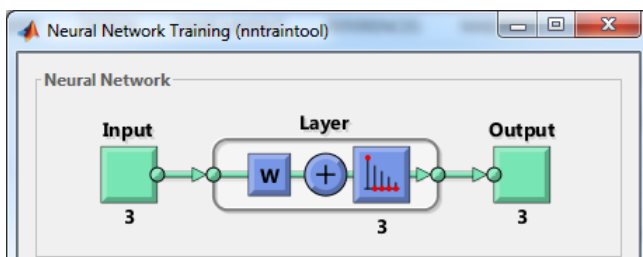 Neural Network Training (nntraintool)
Neural Network
Input
Layer
Output
W
+
3
3
3